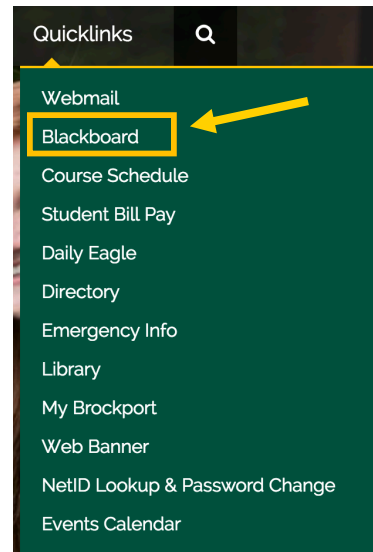 Quicklinks
Webmail
Blackboard
Course Schedule
Student Bill Pay
Daily Eagle
Directory
Emergency Info
Library
My Brockport
Web Banner
NetID Lookup & Password Change
Events Calendar